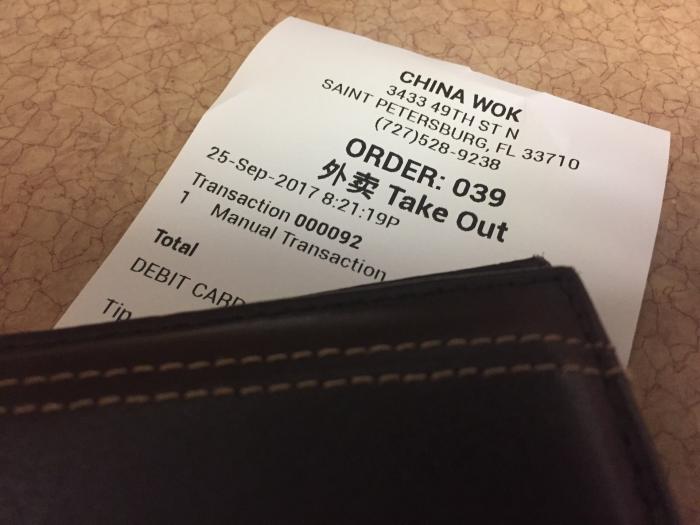 CHINA WOK
3433 49TH ST N
SAINT PETERSBURG, FL 33710
(727)528-9238
ORDER: 039
外卖 Take Out
25-Sep-2017 8:21:19P
Transaction 000092
1 Manual Transaction
Total
DEBIT CARD
Tip